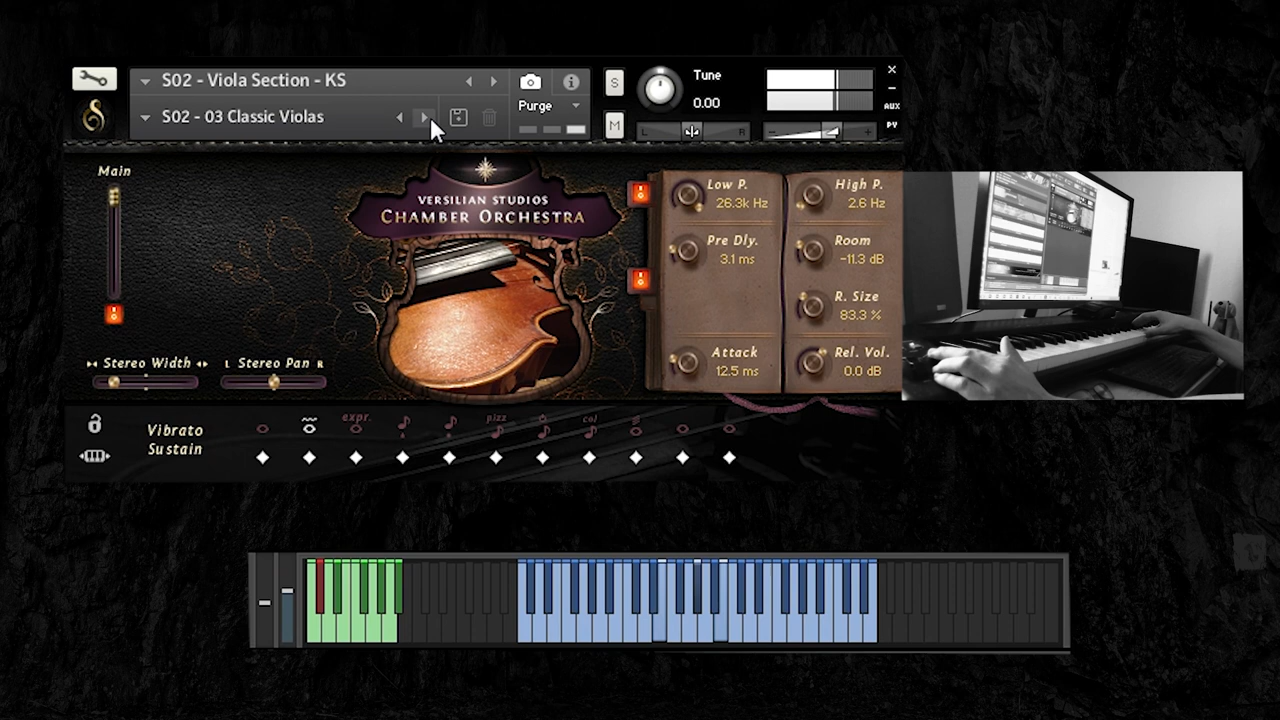 S02 - Viola Section - KS
S02 - 03 Classic Violas
Purge
S
M
Tune
0.00
L R
AUX
PV
Main
VERSILIAN STUDIOS
CHAMBER ORCHESTRA
Low P.
26.3k Hz
High P.
2.6 Hz
Pre Dly.
3.1 ms
Room
-11.3 dB
R. Size
83.3 %
Attack
12.5 ms
Rel. Vol.
0.0 dB
Stereo Width
L Stereo Pan R
Vibrato
Sustain
expr.
pizz
col